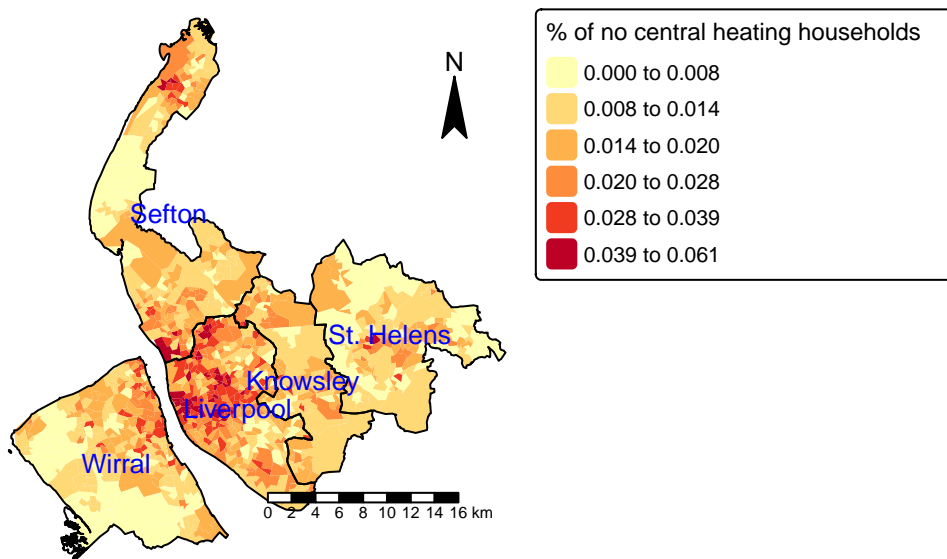 % of no central heating households
0.000 to 0.008
0.008 to 0.014
0.014 to 0.020
0.020 to 0.028
0.028 to 0.039
0.039 to 0.061
N
Sefton
St. Helens
Knowsley
Liverpool
Wirral
0 2 4 6 8 10 12 14 16 km